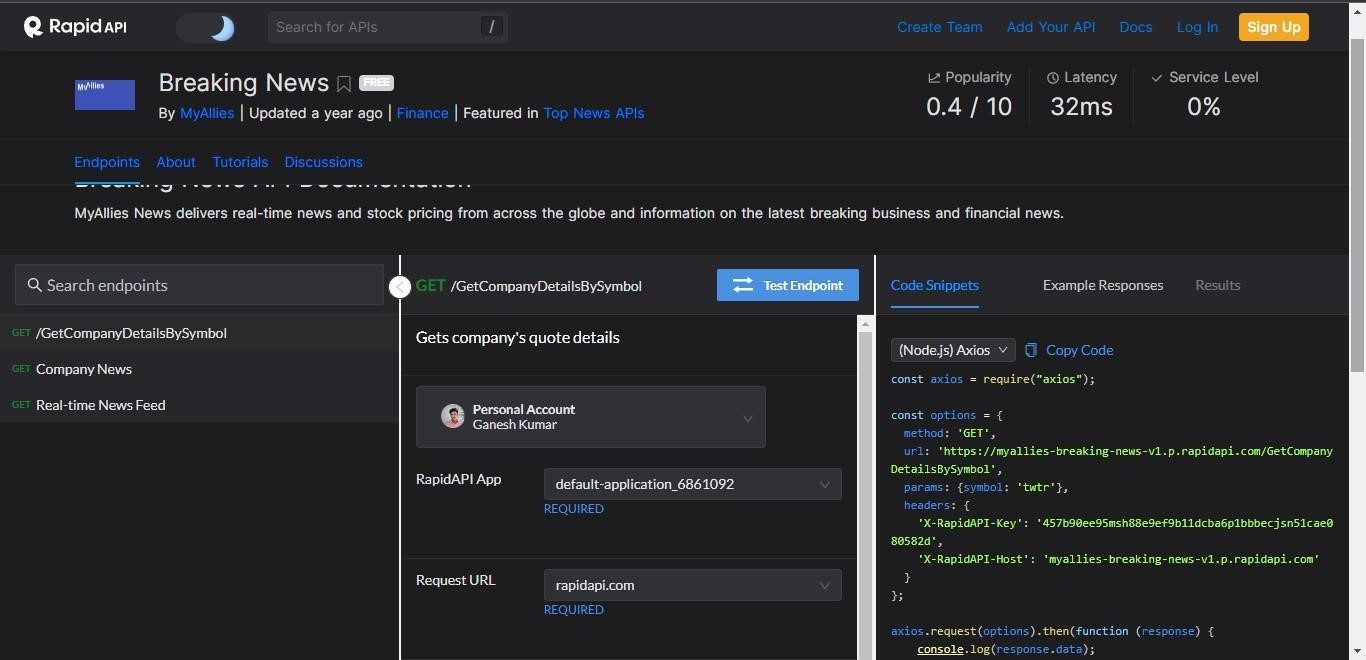 Rapid API
Search for APIs /
Create Team Add Your API Docs Log In Sign Up
MyAllies
Breaking News FREE
By MyAllies | Updated a year ago | Finance | Featured in Top News APIs
Popularity
0.4 / 10
Latency
32ms
Service Level
0%
Endpoints About Tutorials Discussions
Breaking News API Documentation
MyAllies News delivers real-time news and stock pricing from across the globe and information on the latest breaking business and financial news.
Search endpoints
GET /GetCompanyDetailsBySymbol
GET Company News
GET Real-time News Feed
GET /GetCompanyDetailsBySymbol
Test Endpoint
Gets company's quote details
Personal Account
Ganesh Kumar
RapidAPI App
default-application_6861092
REQUIRED
Request URL
rapidapi.com
REQUIRED
Code Snippets Example Responses Results
(Node.js) Axios Copy Code
const axios = require("axios");
const options = {
method: 'GET',
url: 'https://myallies-breaking-news-v1.p.rapidapi.com/GetCompany
DetailsBySymbol',
params: {symbol: 'twtr'},
headers: {
'X-RapidAPI-Key': '457b90ee95msh88e9ef9b11dcba6p1bbbecjsn51cae0
80582d',
'X-RapidAPI-Host': 'myallies-breaking-news-v1.p.rapidapi.com'
}
};
axios.request(options).then(function (response) {
console.log(response.data);